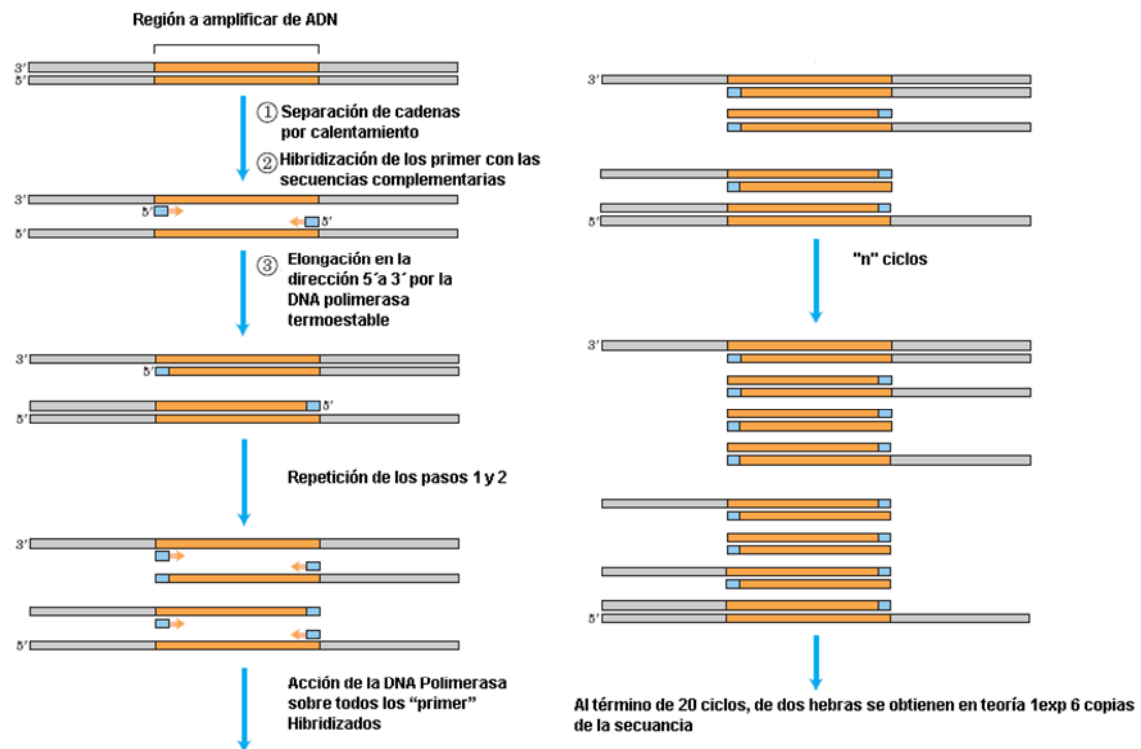 Región a amplificar de ADN
3′
5′
① Separación de cadenas
por calentamiento
② Hibridización de los primer con las
secuencias complementarias
3′
5′
5′
5′
③ Elongación en la
dirección 5´a 3´ por la
DNA polimerasa
termoestable
3′
5′
5′
5′
Repetición de los pasos 1 y 2
3′
5′
Acción de la DNA Polimerasa
sobre todos los “primer”
Hibridizados
3′
5′
"n" ciclos
3′
5′
Al término de 20 ciclos, de dos hebras se obtienen en teoría 1exp 6 copias
de la secuancia